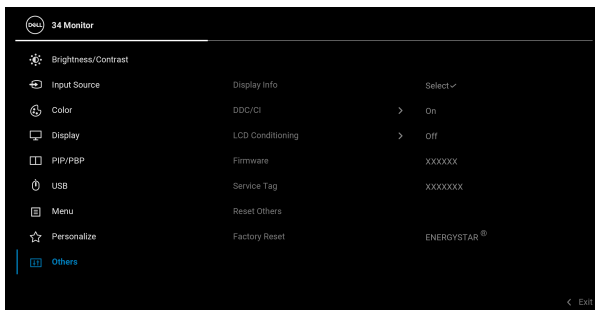 DELL 34 Monitor
Brightness/Contrast
Input Source Display Info Select✓
Color DDC/CI > On
Display LCD Conditioning > Off
PIP/PBP Firmware XXXXXX
USB Service Tag XXXXXXX
Menu Reset Others
Personalize Factory Reset ENERGYSTAR ®
Others
< Exit